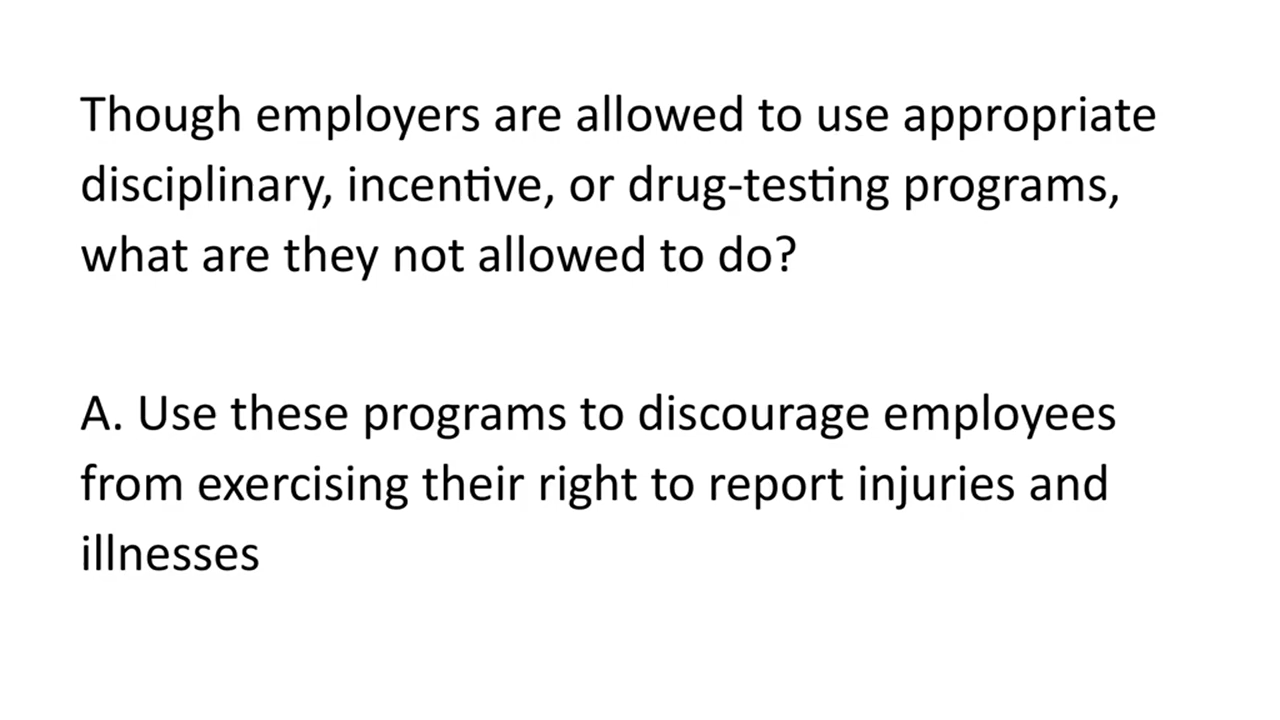 Though employers are allowed to use appropriate
disciplinary, incentive, or drug-testing programs,
what are they not allowed to do?
A. Use these programs to discourage employees
from exercising their right to report injuries and
illnesses